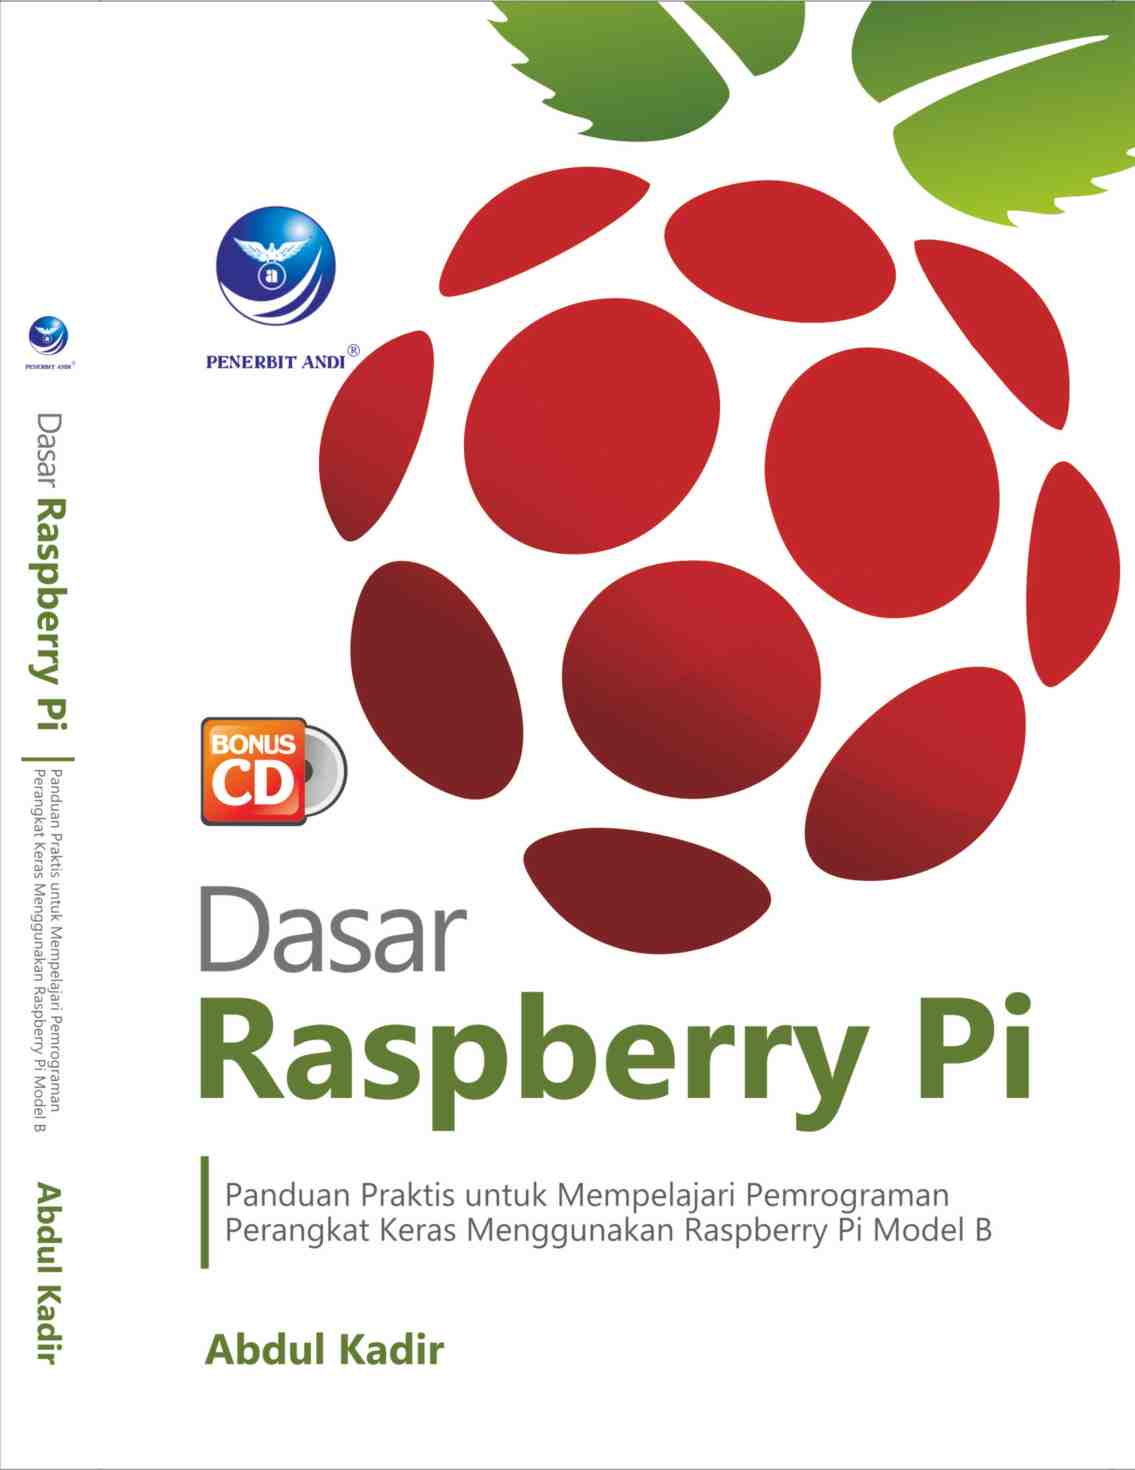 a
PENERBIT ANDI®
Dasar Raspberry Pi
Panduan Praktis untuk Mempelajari Pemrograman
Perangkat Keras Menggunakan Raspberry Pi Model B
Abdul Kadir
a
PENERBIT ANDI®
BONUS
CD
Dasar
Raspberry Pi
Panduan Praktis untuk Mempelajari Pemrograman
Perangkat Keras Menggunakan Raspberry Pi Model B
Abdul Kadir